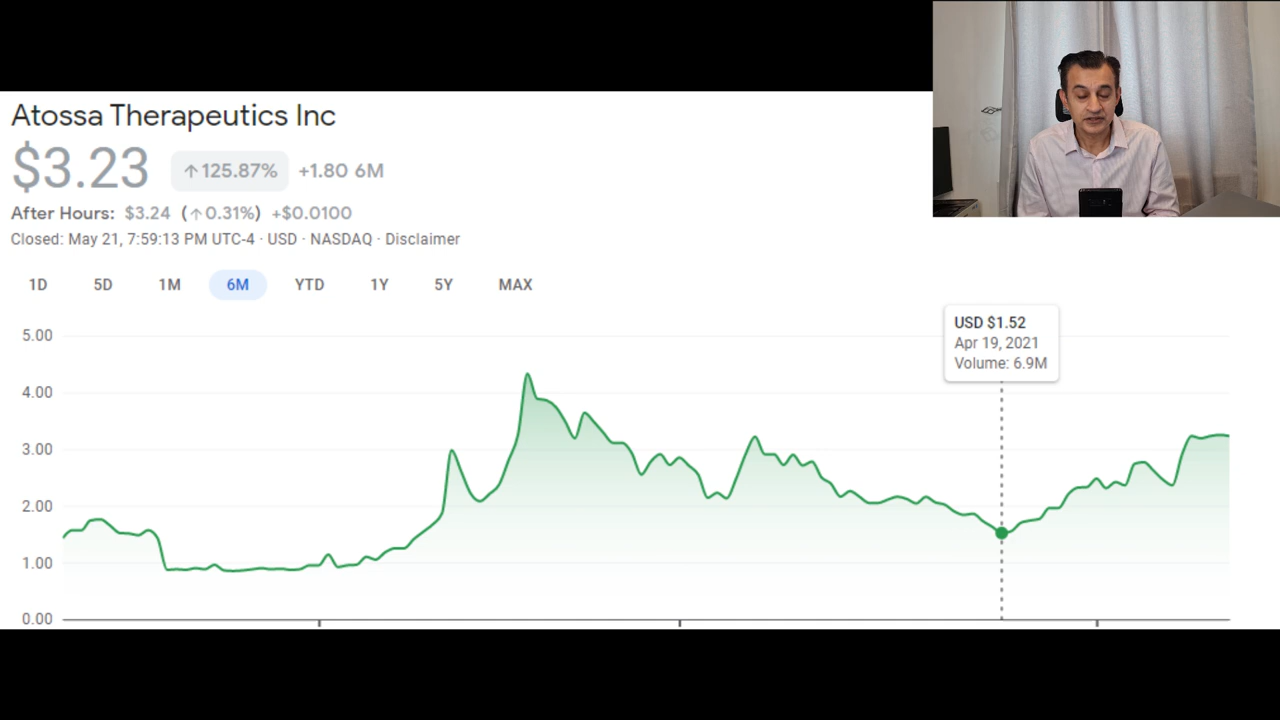 Atossa Therapeutics Inc
$3.23 ↑125.87% +1.80 6M
After Hours: $3.24 (↑0.31%) +$0.0100
Closed: May 21, 7:59:13 PM UTC-4 · USD · NASDAQ · Disclaimer
1D 5D 1M 6M YTD 1Y 5Y MAX
USD $1.52
Apr 19, 2021
Volume: 6.9M
5.00
4.00
3.00
2.00
1.00
0.00